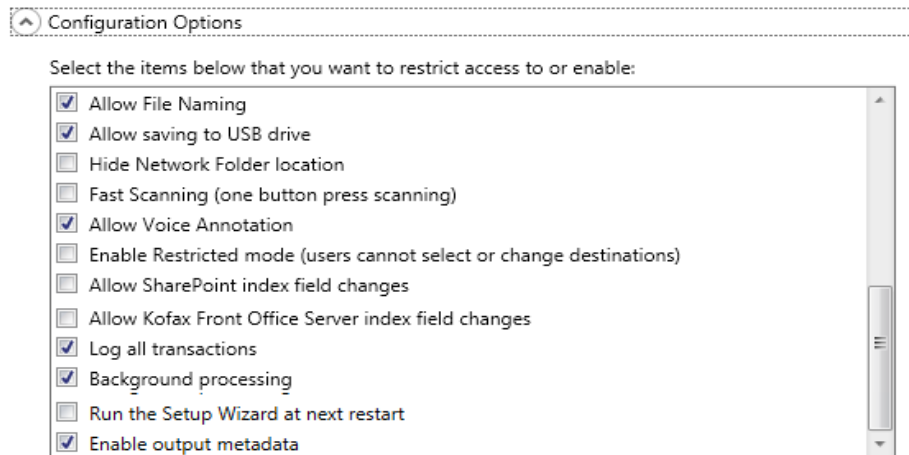 Configuration Options
Select the items below that you want to restrict access to or enable:
Allow File Naming
Allow saving to USB drive
Hide Network Folder location
Fast Scanning (one button press scanning)
Allow Voice Annotation
Enable Restricted mode (users cannot select or change destinations)
Allow SharePoint index field changes
Allow Kofax Front Office Server index field changes
Log all transactions
Background processing
Run the Setup Wizard at next restart
Enable output metadata